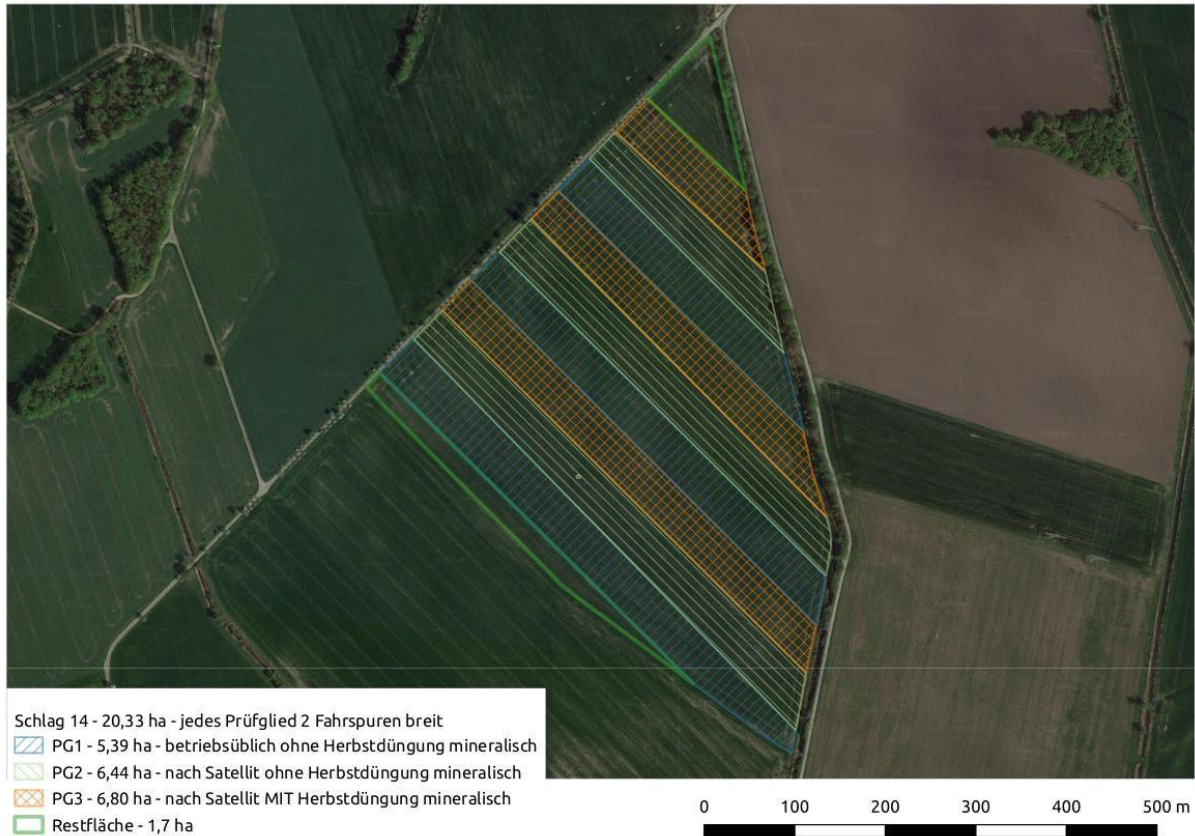 Schlag 14 - 20,33 ha - jedes Prüfglied 2 Fahrspuren breit
PG1 - 5,39 ha - betriebsüblich ohne Herbstdüngung mineralisch
PG2 - 6,44 ha - nach Satellit ohne Herbstdüngung mineralisch
PG3 - 6,80 ha - nach Satellit MIT Herbstdüngung mineralisch
Restfläche - 1,7 ha
0 100 200 300 400 500 m